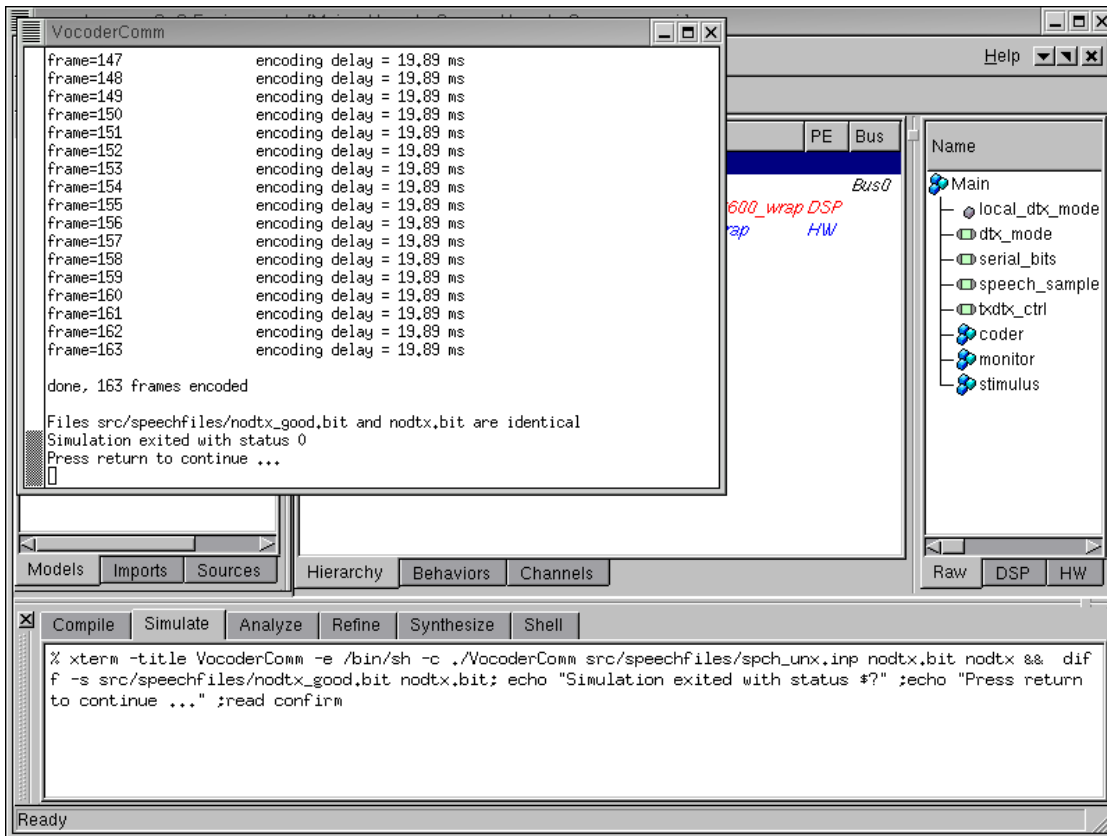 VocoderComm
frame=147 encoding delay = 19.89 ms
frame=148 encoding delay = 19.89 ms
frame=149 encoding delay = 19.89 ms
frame=150 encoding delay = 19.89 ms
frame=151 encoding delay = 19.89 ms
frame=152 encoding delay = 19.89 ms
frame=153 encoding delay = 19.89 ms
frame=154 encoding delay = 19.89 ms
frame=155 encoding delay = 19.89 ms
frame=156 encoding delay = 19.89 ms
frame=157 encoding delay = 19.89 ms
frame=158 encoding delay = 19.89 ms
frame=159 encoding delay = 19.89 ms
frame=160 encoding delay = 19.89 ms
frame=161 encoding delay = 19.89 ms
frame=162 encoding delay = 19.89 ms
frame=163 encoding delay = 19.89 ms
done, 163 frames encoded
Files src/speechfiles/nodtx_good.bit and nodtx.bit are identical
Simulation exited with status 0
Press return to continue ...
Help
PE Bus
Bus0
600_wrap DSP
rap HW
Name
Main
local_dtx_mode
dtx_mode
serial_bits
speech_sample
txdtx_ctrl
coder
monitor
stimulus
Models Imports Sources
Hierarchy Behaviors Channels
Raw DSP HW
Compile Simulate Analyze Refine Synthesize Shell
% xterm -title VocoderComm -e /bin/sh -c ./VocoderComm src/speechfiles/spch_unx.inp nodtx.bit nodtx && dif
f -s src/speechfiles/nodtx_good.bit nodtx.bit; echo "Simulation exited with status $?" ;echo "Press return
to continue ..." ;read confirm
Ready